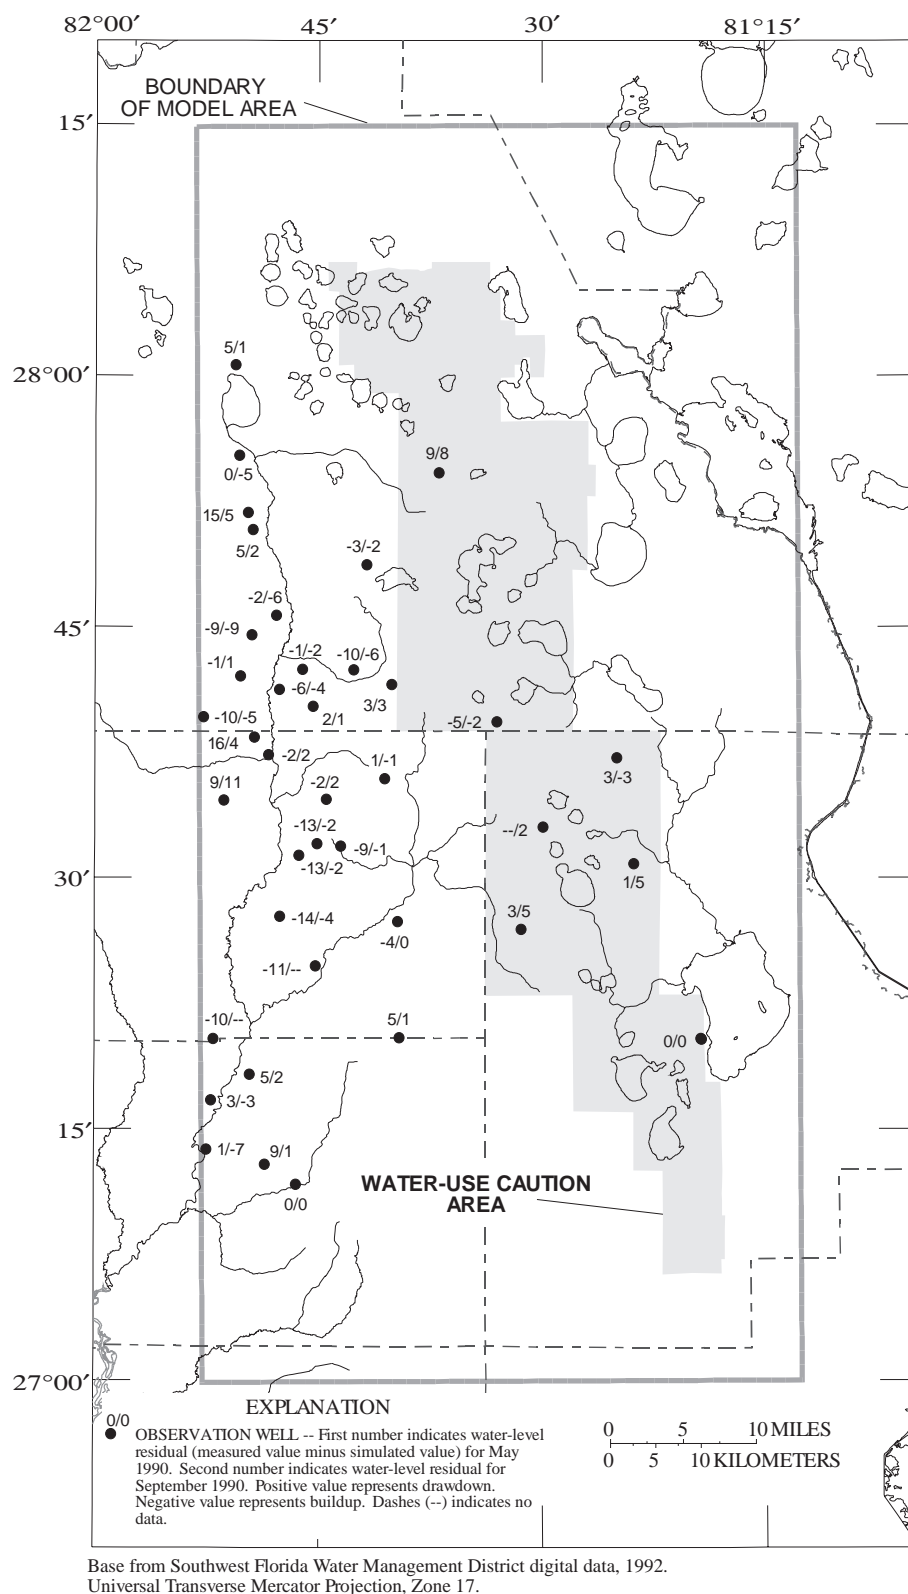 82°00′ 45′ 30′ 81°15′
BOUNDARY
OF MODEL AREA
15′
5/1
28°00′
9/8
0/-5
15/5
5/2
-3/-2
-2/-6
-9/-9
45′
-1/-2
-10/-6
-1/1
-6/-4
3/3
2/1
-10/-5
-5/-2
16/4
-2/2
1/-1
3/-3
9/11
-2/2
-13/-2
--/2
-9/-1
-13/-2
30′
1/5
3/5
-14/-4
-4/0
-11/--
-10/--
5/1
0/0
5/2
3/-3
15′
1/-7
9/1
0/0
WATER-USE CAUTION
AREA
27°00′
EXPLANATION
0/0
OBSERVATION WELL -- First number indicates water-level
residual (measured value minus simulated value) for May
1990. Second number indicates water-level residual for
September 1990. Positive value represents drawdown.
Negative value represents buildup. Dashes (--) indicates no
data.
0 5 10 MILES
0 5 10 KILOMETERS
Base from Southwest Florida Water Management District digital data, 1992.
Universal Transverse Mercator Projection, Zone 17.